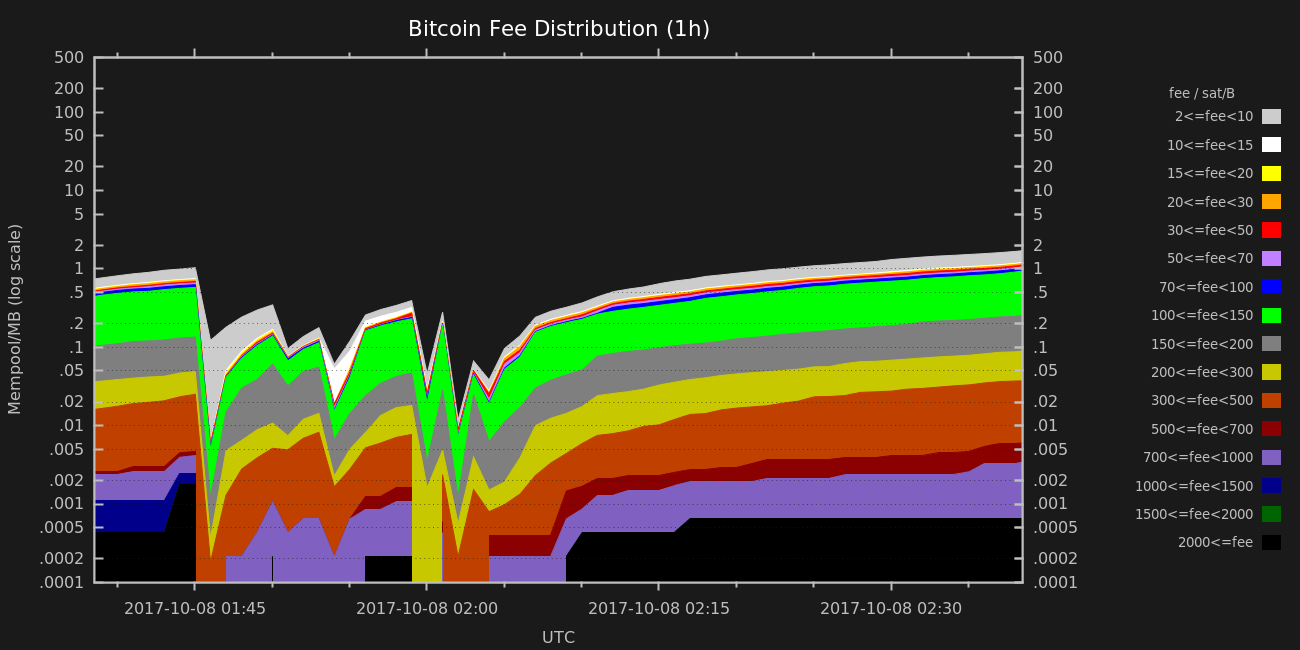 Bitcoin Fee Distribution (1h)
Mempool/MB (log scale)
500
200
100
50
20
10
5
2
1
.5
.2
.1
.05
.02
.01
.005
.002
.001
.0005
.0002
.0001
500
200
100
50
20
10
5
2
1
.5
.2
.1
.05
.02
.01
.005
.002
.001
.0005
.0002
.0001
2017-10-08 01:45
2017-10-08 02:00
2017-10-08 02:15
2017-10-08 02:30
UTC
fee / sat/B
2<=fee<10
10<=fee<15
15<=fee<20
20<=fee<30
30<=fee<50
50<=fee<70
70<=fee<100
100<=fee<150
150<=fee<200
200<=fee<300
300<=fee<500
500<=fee<700
700<=fee<1000
1000<=fee<1500
1500<=fee<2000
2000<=fee